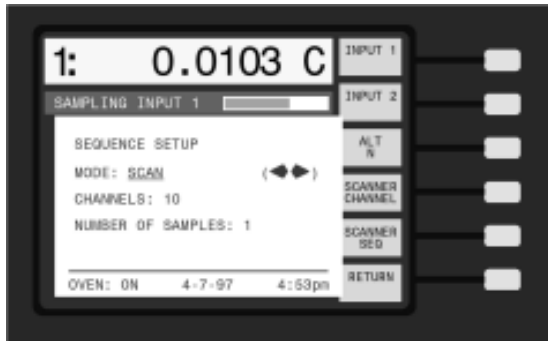 1: 0.0103 C
SAMPLING INPUT 1
SEQUENCE SETUP
MODE: SCAN (◆◆)
CHANNELS: 10
NUMBER OF SAMPLES: 1
OVEN: ON 4-7-97 4:53pm
INPUT 1
INPUT 2
ALT
N
SCANNER
CHANNEL
SCANNER
SEQ
RETURN